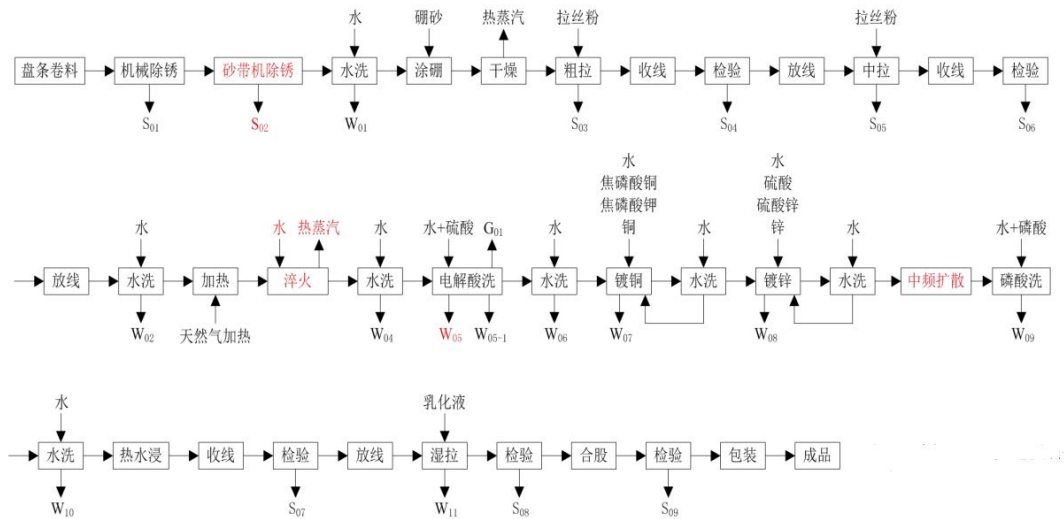 水 硼砂 热蒸汽 拉丝粉 拉丝粉
盘条卷料 机械除锈 砂带机除锈 水洗 涂硼 干燥 粗拉 收线 检验 放线 中拉 收线 检验
S01 S02 W01 S03 S04 S05 S06
水 水
焦磷酸铜 硫酸
焦磷酸钾 硫酸锌
水 水 热蒸汽 水 水+硫酸 G01 水 铜 水 锌 水 水+磷酸
放线 水洗 加热 淬火 水洗 电解酸洗 水洗 镀铜 水洗 镀锌 水洗 中频扩散 磷酸洗
W02 天然气加热 W04 W05 W05-1 W06 W07 W08 W09
水 乳化液
水洗 热水浸 收线 检验 放线 湿拉 检验 合股 检验 包装 成品
W10 S07 W11 S08 S09